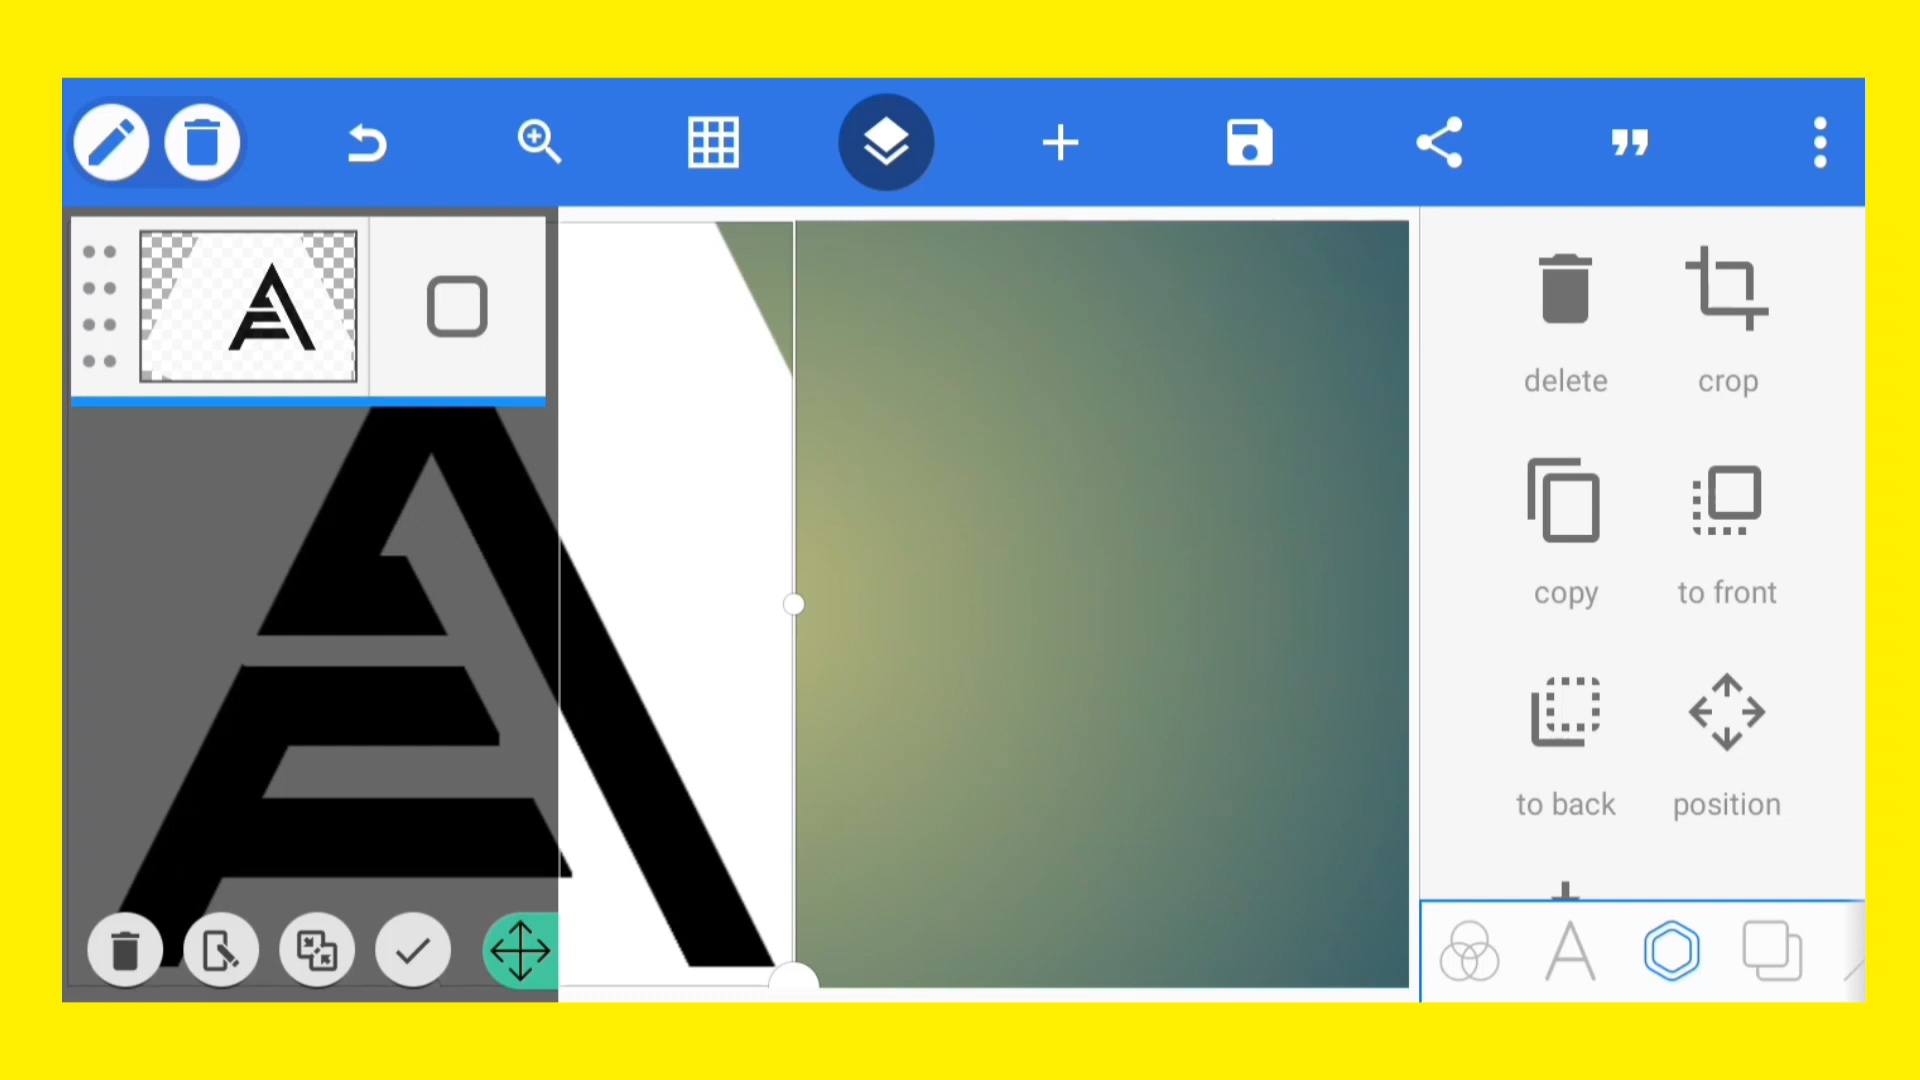 delete
crop
copy
to front
to back
position